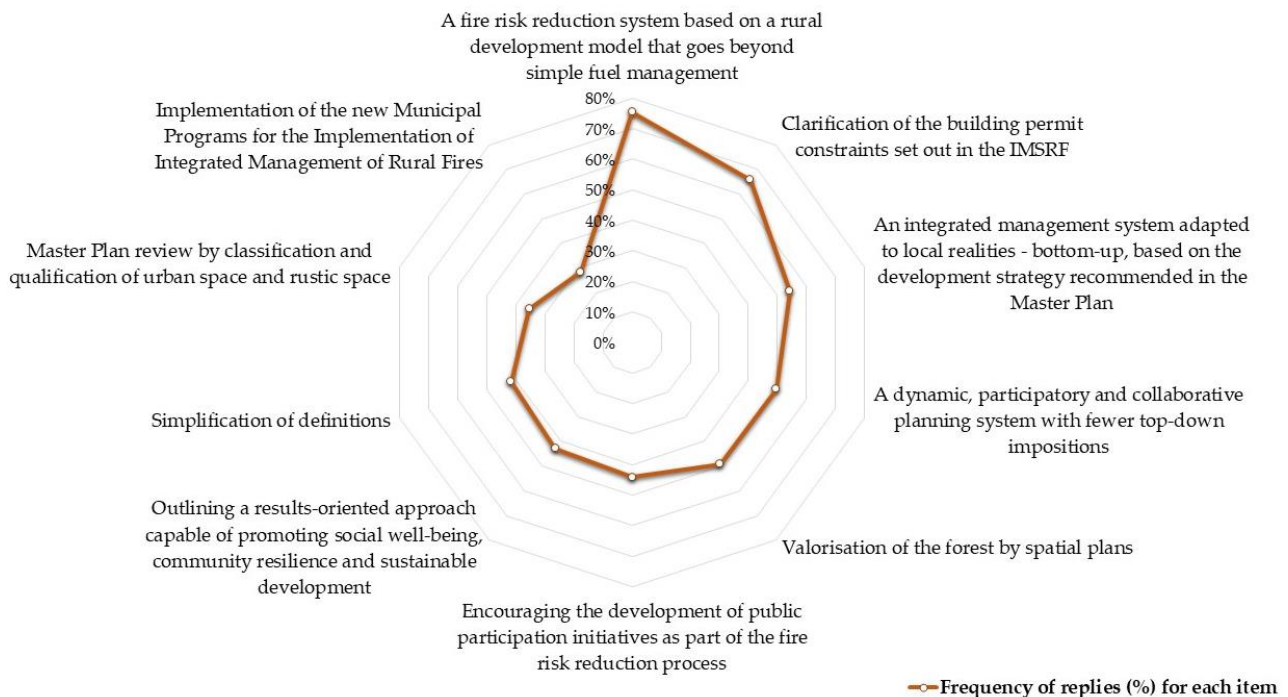 A fire risk reduction system based on a rural
development model that goes beyond
simple fuel management
80%
70%
60%
50%
40%
30%
20%
10%
0%
Clarification of the building permit
constraints set out in the IMSRF
An integrated management system adapted
to local realities - bottom-up, based on the
development strategy recommended in the
Master Plan
A dynamic, participatory and collaborative
planning system with fewer top-down
impositions
Valorisation of the forest by spatial plans
Encouraging the development of public
participation initiatives as part of the fire
risk reduction process
Outlining a results-oriented approach
capable of promoting social well-being,
community resilience and sustainable
development
Simplification of definitions
Master Plan review by classification and
qualification of urban space and rustic space
Implementation of the new Municipal
Programs for the Implementation of
Integrated Management of Rural Fires
Frequency of replies (%) for each item